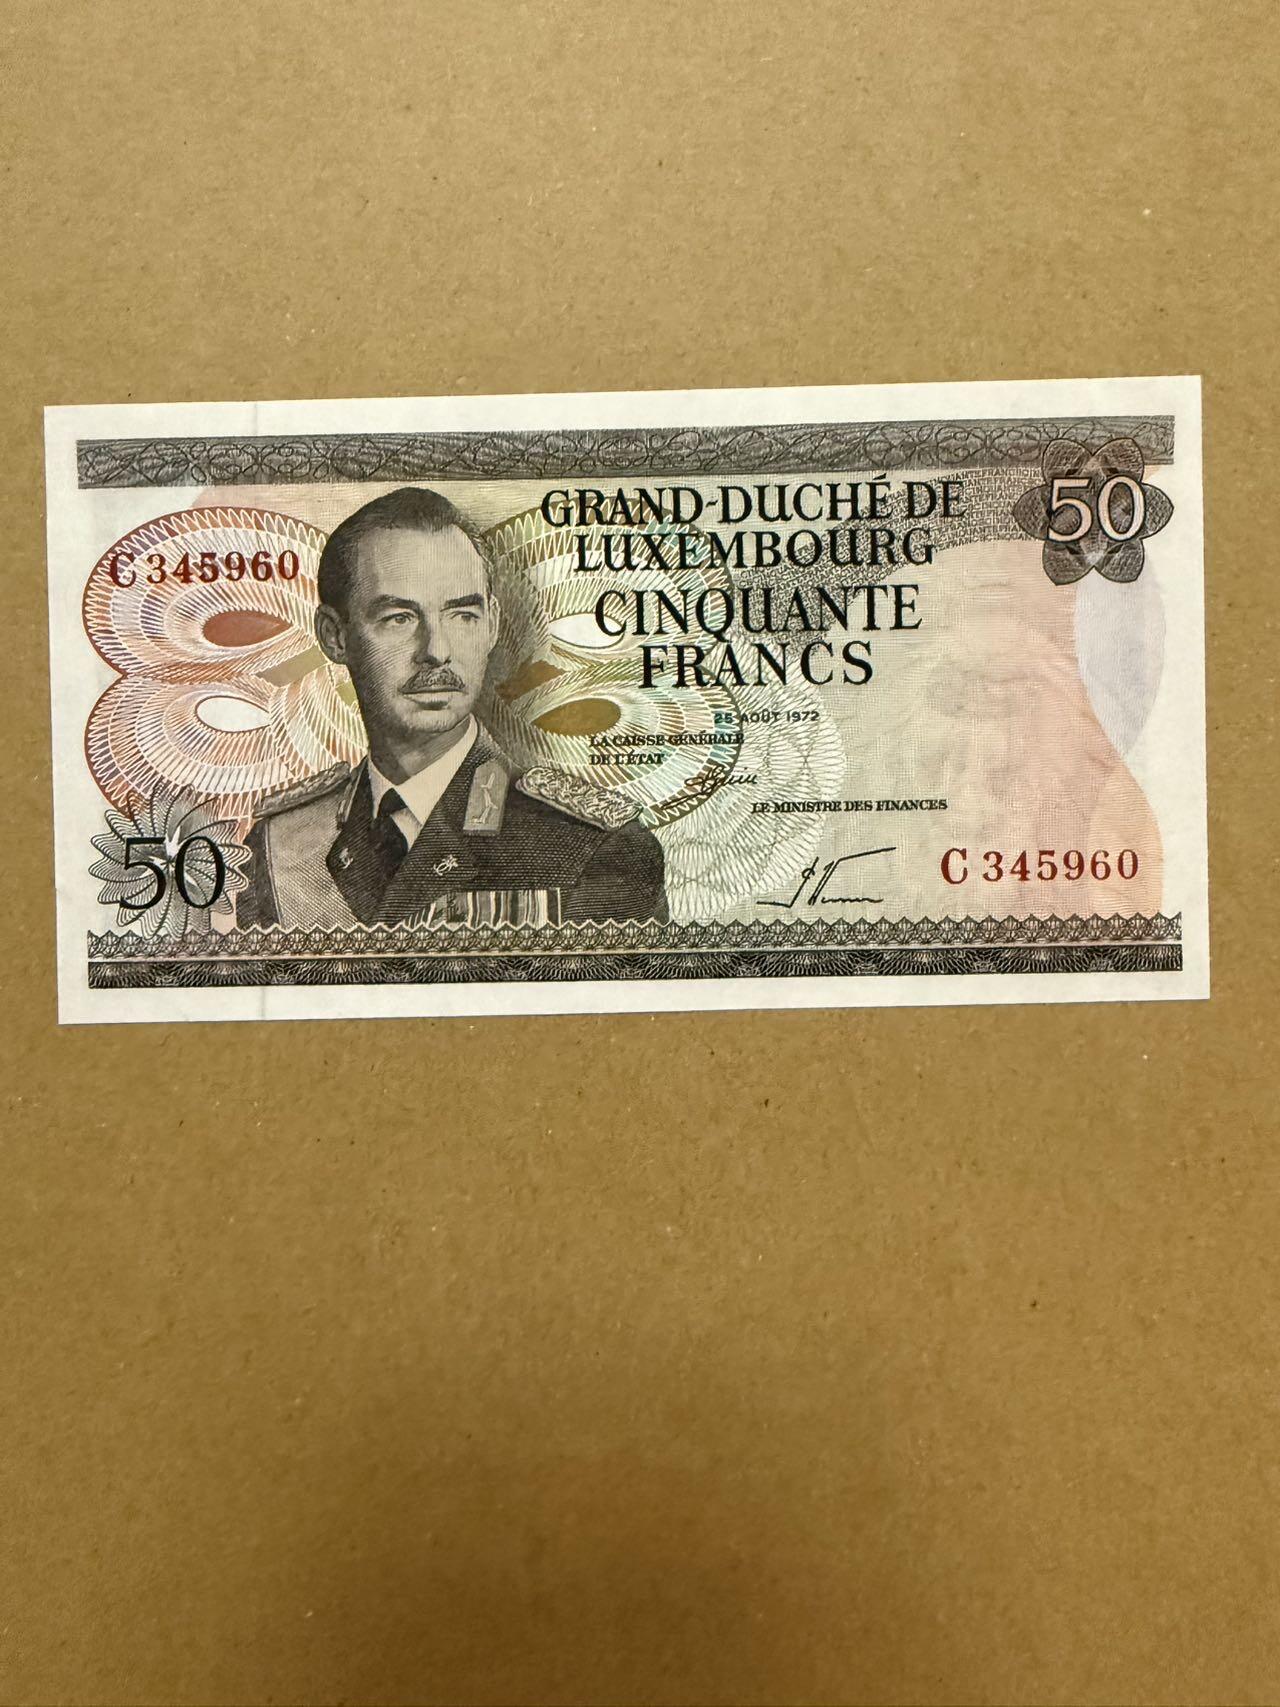 GRAND-DUCHÉ DE
LUXEMBOURG
50
C 345960
CINQUANTE
FRANCS
25 AOÛT 1972
LA CAISSE GÉNÉRALE
DE L'ÉTAT
LE MINISTRE DES FINANCES
50
C 345960